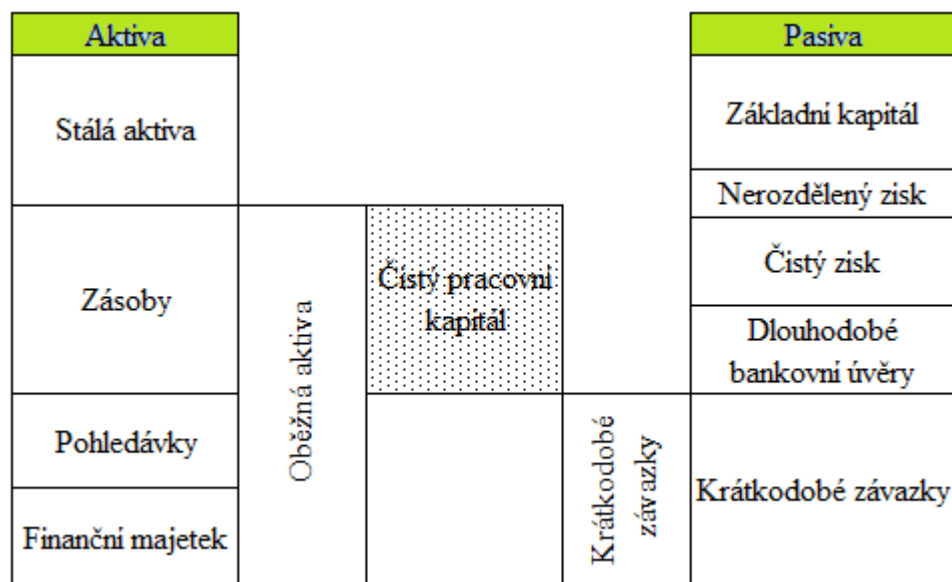 Aktiva
Pasiva
Stálá aktiva
Základní kapitál
Nerozdělený zisk
Zásoby
Oběžná aktiva
Čistý pracovní
kapitál
Čistý zisk
Dlouhodobé
bankovní úvěry
Pohledávky
Krátkodobé
závazky
Krátkodobé závazky
Finanční majetek